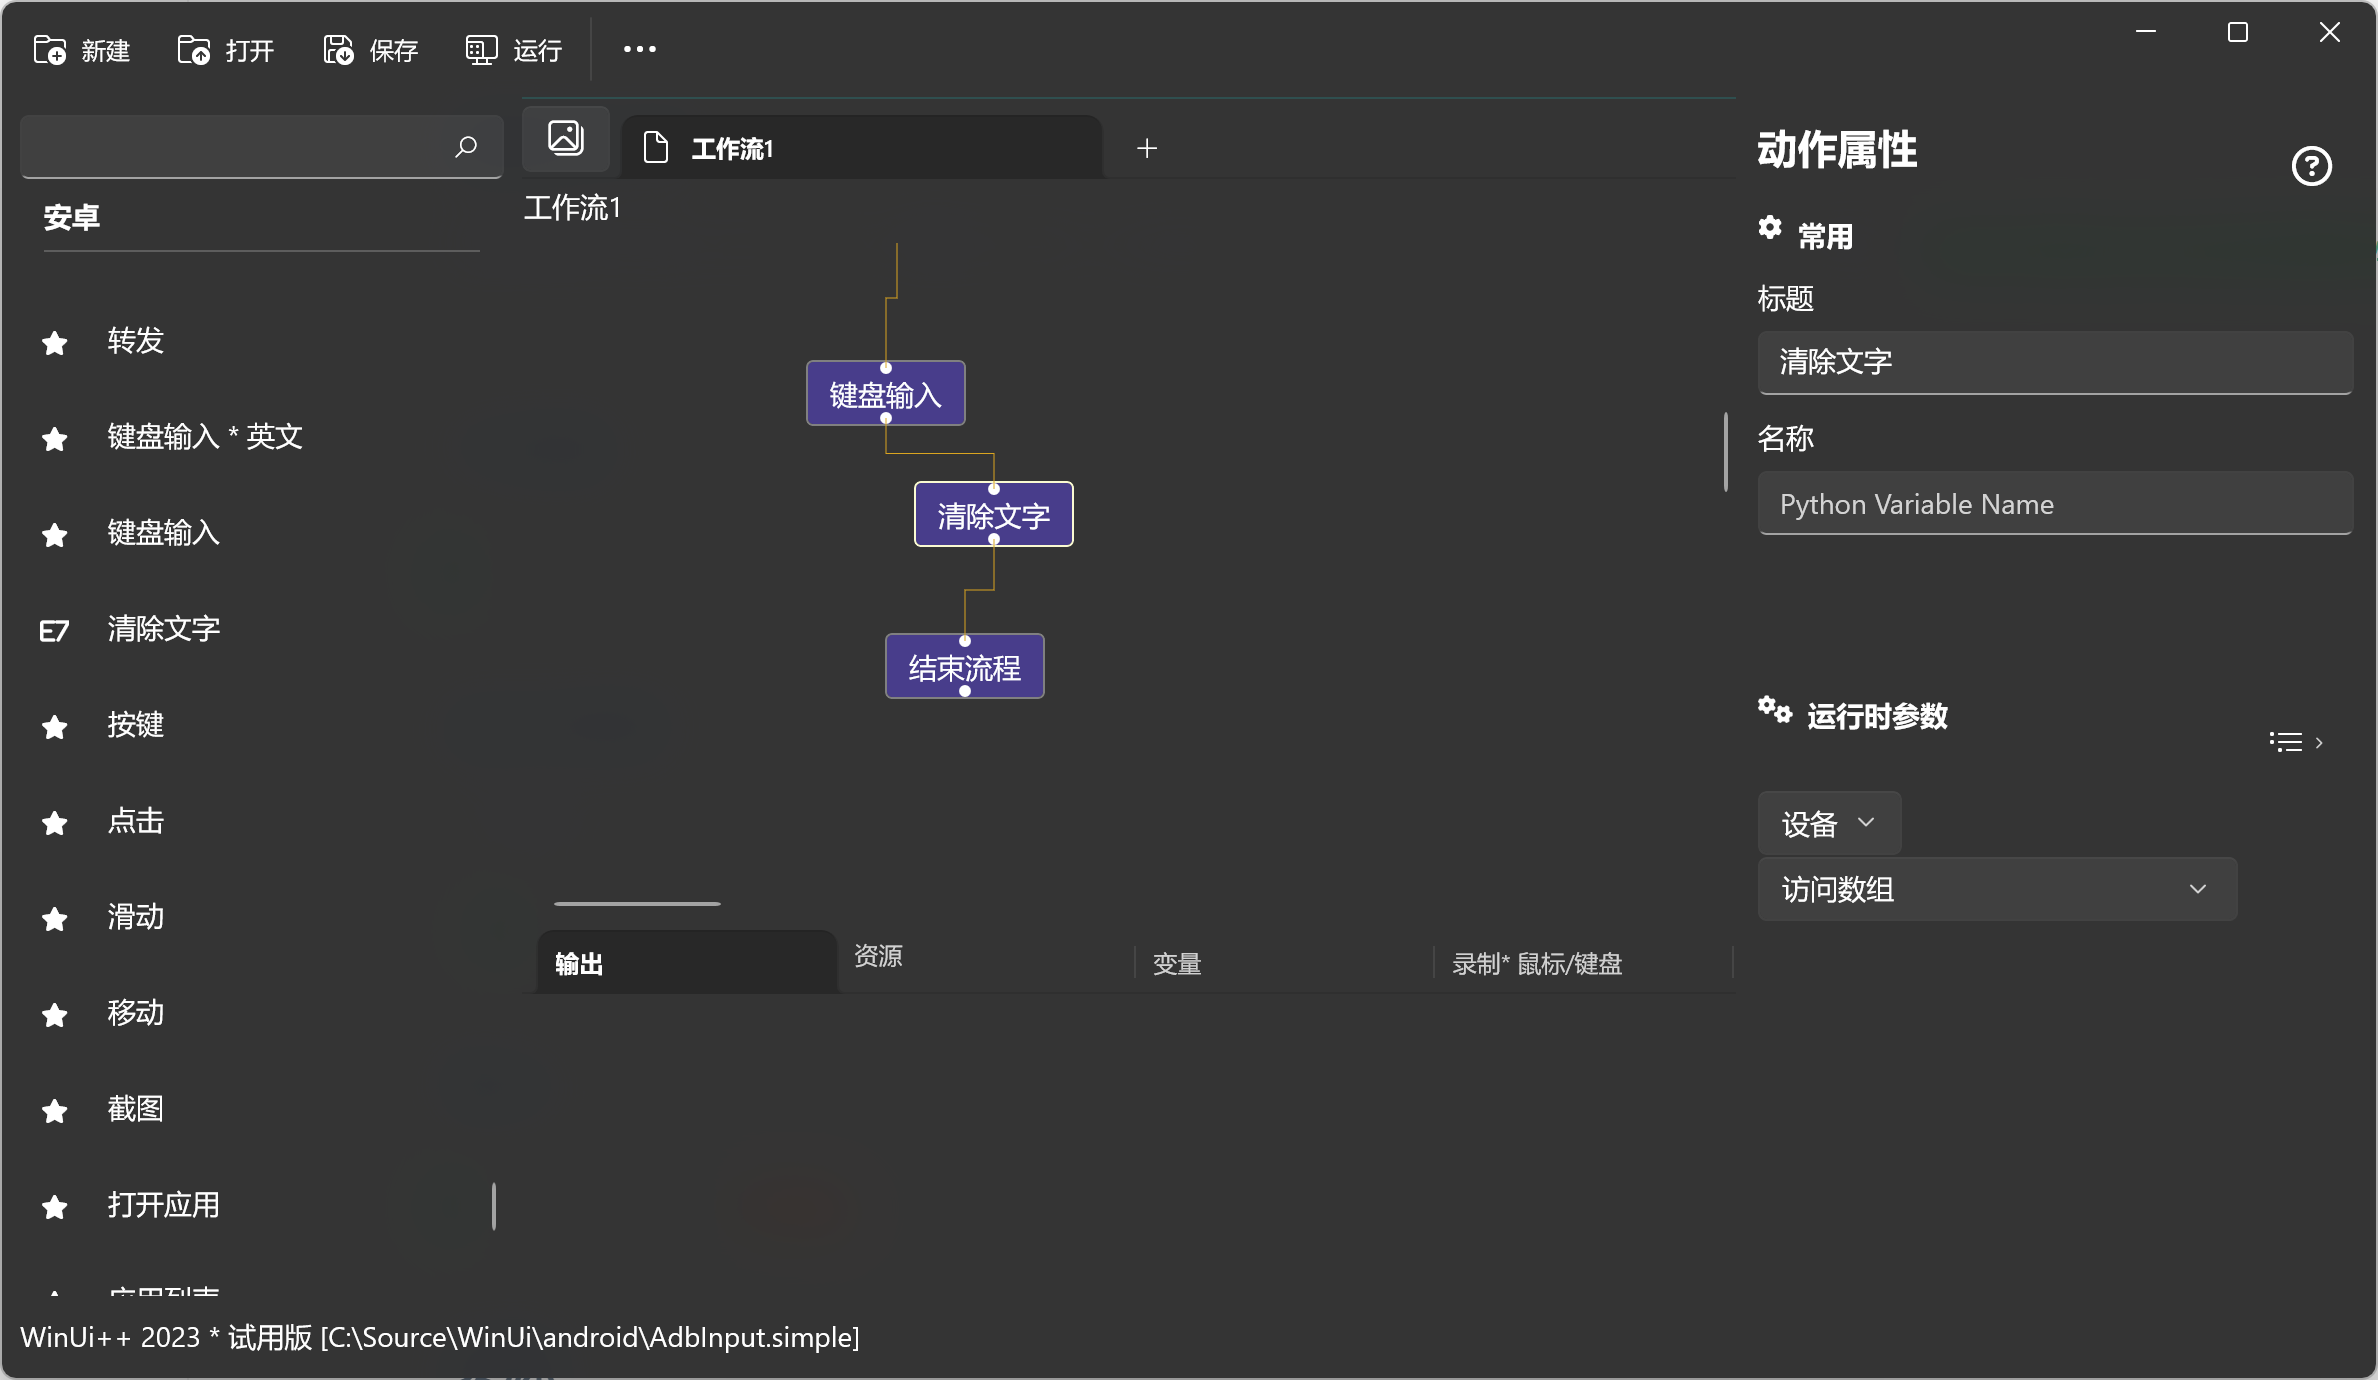 新建
打开
保存
运行
安卓
转发
键盘输入 * 英文
键盘输入
清除文字
按键
点击
滑动
移动
截图
打开应用
应用列表
工作流1
工作流1
键盘输入
清除文字
结束流程
输出
资源
变量
录制* 鼠标/键盘
动作属性
常用
标题
清除文字
名称
Python Variable Name
运行时参数
设备
访问数组
WinUi++ 2023 * 试用版 [C:\Source\WinUi\android\AdbInput.simple]